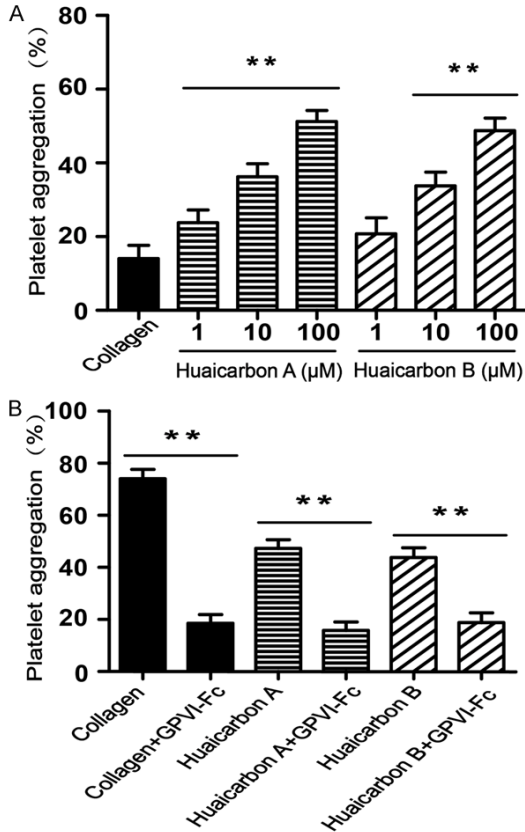 A
Platelet aggregation (%)
80
60
40
20
0
**
**
Collagen
1
10
100
1
10
100
Huaicarbon A (μM)
Huaicarbon B (μM)
B
Platelet aggregation (%)
100
80
60
40
20
0
**
**
**
Collagen
Collagen+GPVI-Fc
Huaicarbon A
Huaicarbon A+GPVI-Fc
Huaicarbon B
Huaicarbon B+GPVI-Fc